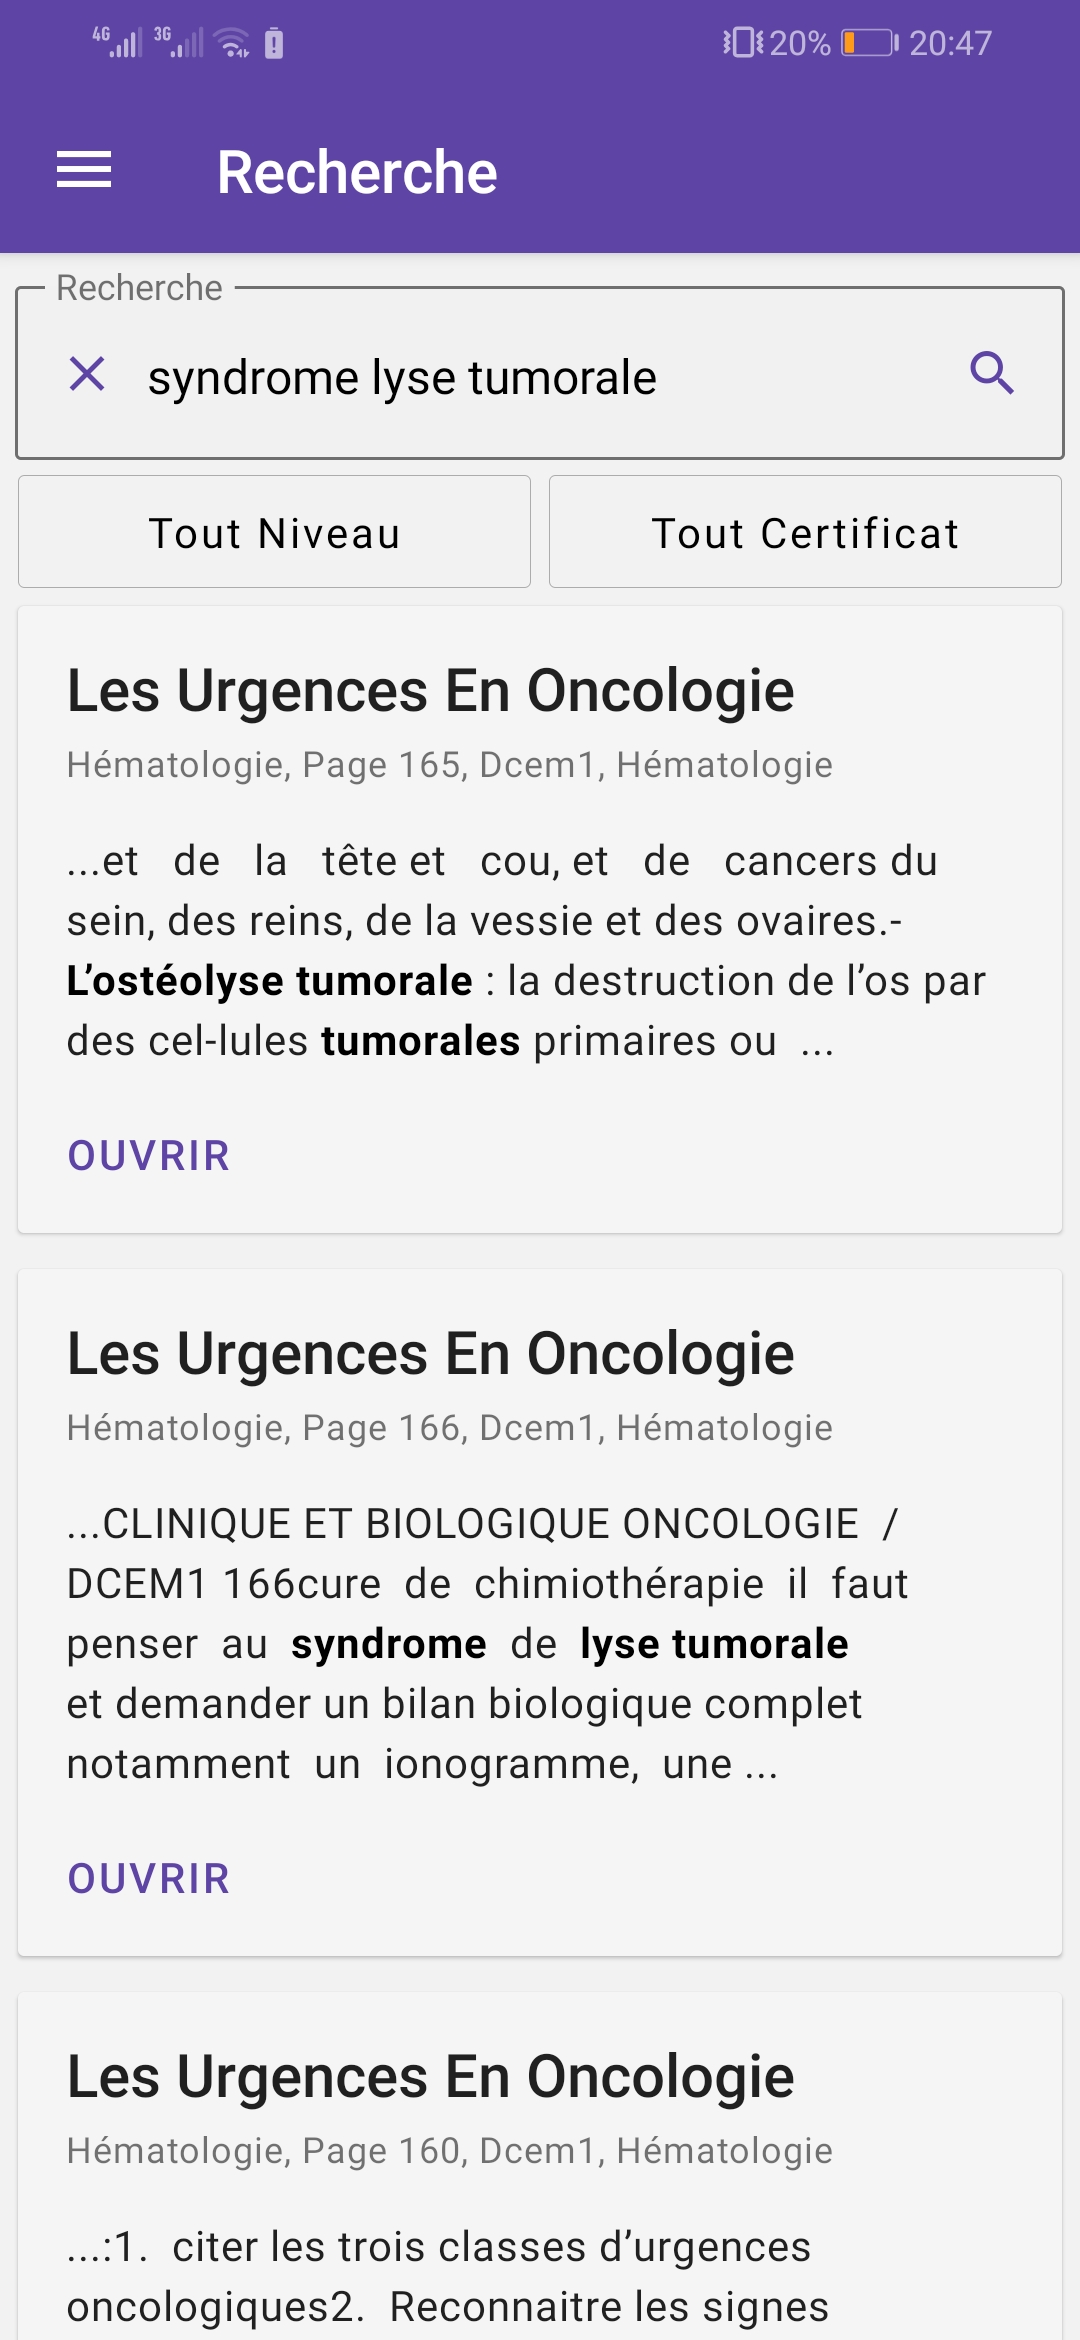 4G 3G 20% 20:47
Recherche
Recherche
syndrome lyse tumorale
Tout Niveau Tout Certificat
Les Urgences En Oncologie
Hématologie, Page 165, Dcem1, Hématologie
...et de la tête et cou, et de cancers du
sein, des reins, de la vessie et des ovaires.-
L’ostéolyse tumorale : la destruction de l’os par
des cel-lules tumorales primaires ou ...
OUVRIR
Les Urgences En Oncologie
Hématologie, Page 166, Dcem1, Hématologie
...CLINIQUE ET BIOLOGIQUE ONCOLOGIE /
DCEM1 166cure de chimiothérapie il faut
penser au syndrome de lyse tumorale
et demander un bilan biologique complet
notamment un ionogramme, une ...
OUVRIR
Les Urgences En Oncologie
Hématologie, Page 160, Dcem1, Hématologie
...:1. citer les trois classes d’urgences
oncologiques2. Reconnaitre les signes